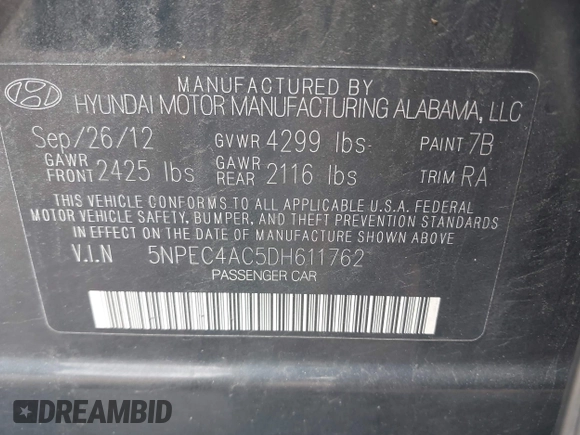 MANUFACTURED BY
HYUNDAI MOTOR MANUFACTURING ALABAMA, LLC
Sep/26/12 GVWR 4299 lbs PAINT 7B
GAWR FRONT 2425 lbs GAWR REAR 2116 lbs TRIM RA
THIS VEHICLE CONFORMS TO ALL APPLICABLE U.S.A. FEDERAL
MOTOR VEHICLE SAFETY, BUMPER, AND THEFT PREVENTION STANDARDS
IN EFFECT ON THE DATE OF MANUFACTURE SHOWN ABOVE
V.I.N 5NPEC4AC5DH611762
PASSENGER CAR
DREAMBID